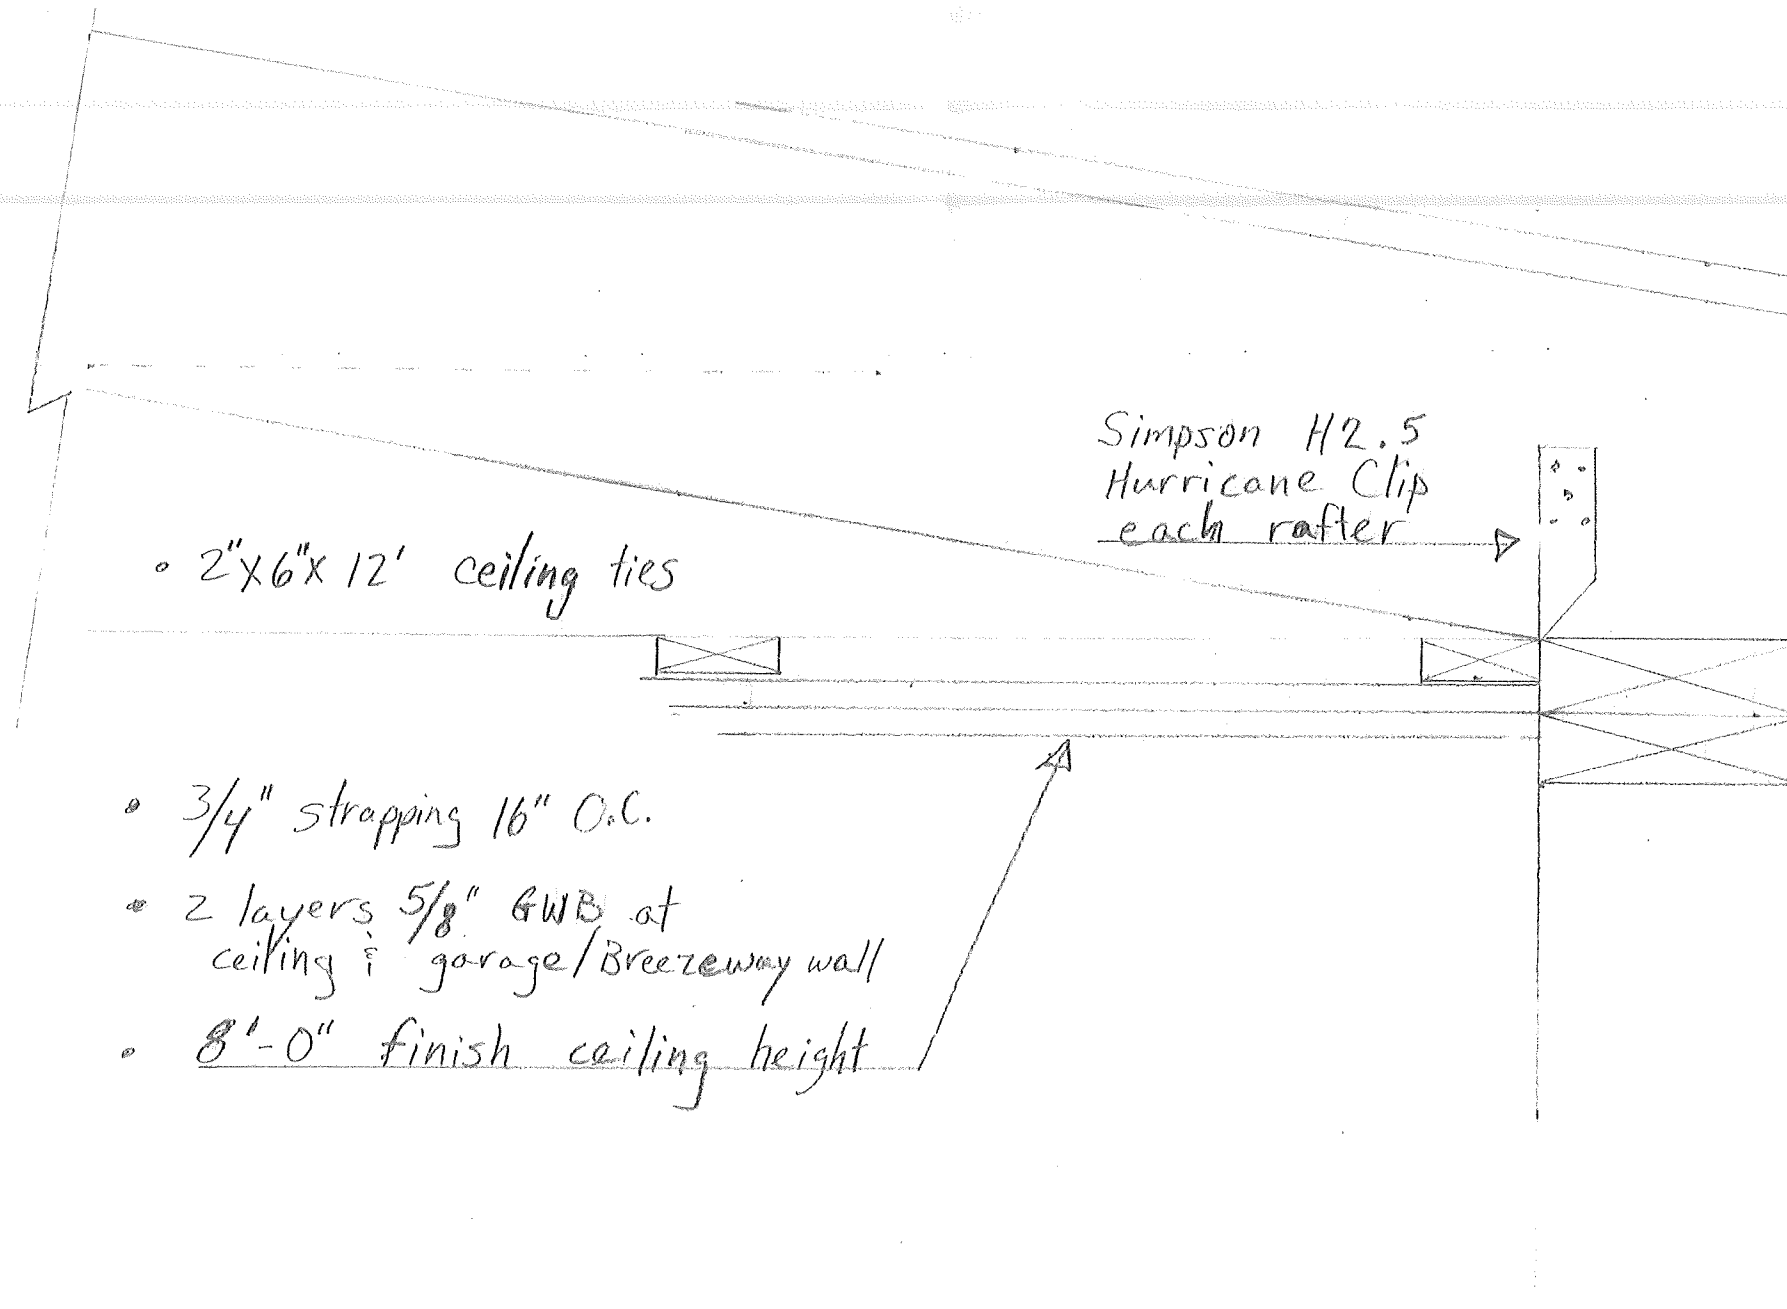 Simpson H2.5
Hurricane Clip
each rafter
• 2"x6"x 12' ceiling ties
• 3/4" strapping 16" O.C.
• 2 layers 5/8" GWB at
ceiling & garage/Breezeway wall
• 8'-0" finish ceiling height